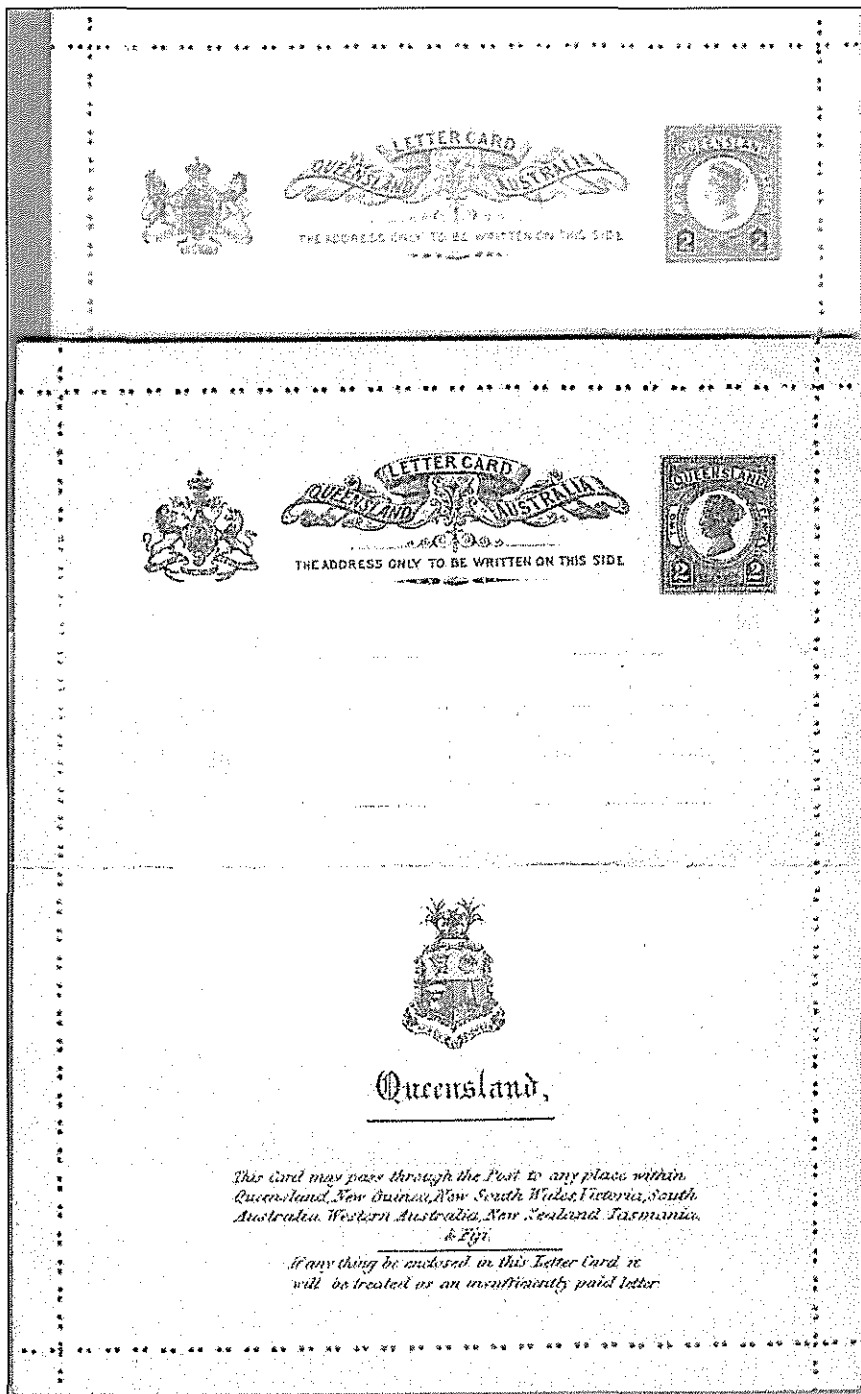 LETTER CARD
QUEENSLAND AUSTRALIA
THE ADDRESS ONLY TO BE WRITTEN ON THIS SIDE
QUEENSLAND
2 2
LETTER CARD
QUEENSLAND AUSTRALIA
THE ADDRESS ONLY TO BE WRITTEN ON THIS SIDE
QUEENSLAND
TWO PENCE
2 2
Queensland,
This Card may pass through the Post to any place within
Queensland, New Guinea, New South Wales, Victoria, South
Australia, Western Australia, New Zealand, Tasmania,
& Fiji.
If any thing be enclosed in this Letter Card, it
will be treated as an insufficiently paid letter.